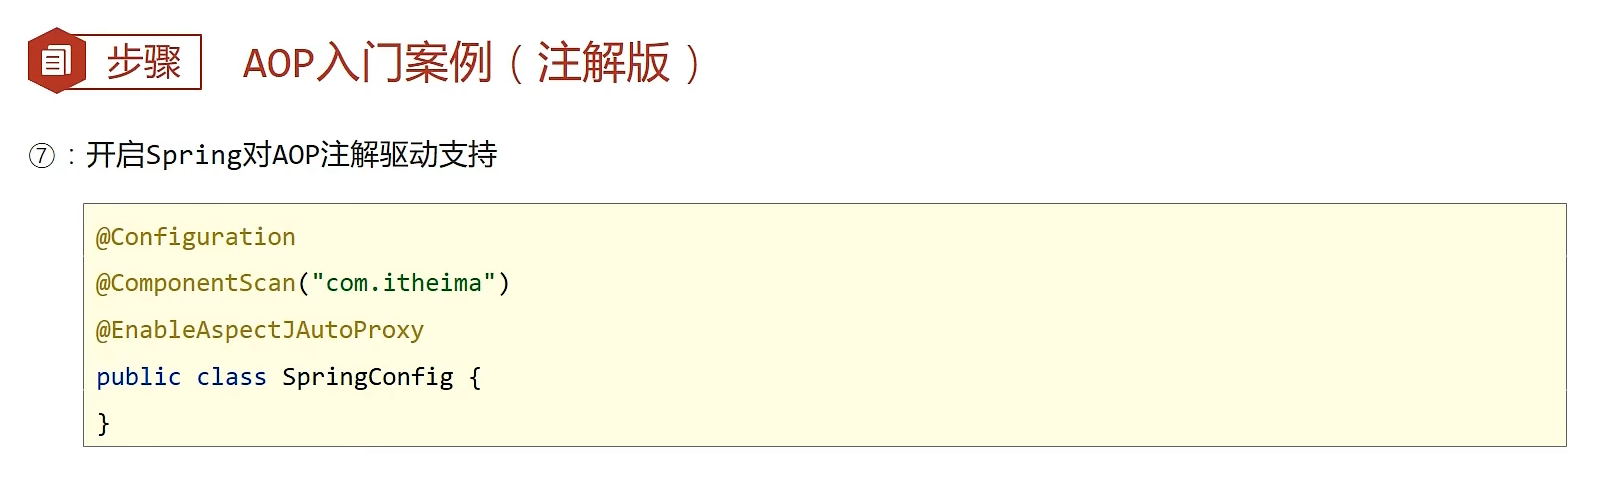 步骤 AOP入门案例（注解版）
⑦：开启Spring对AOP注解驱动支持
@Configuration
@ComponentScan("com.itheima")
@EnableAspectJAutoProxy
public class SpringConfig {
}